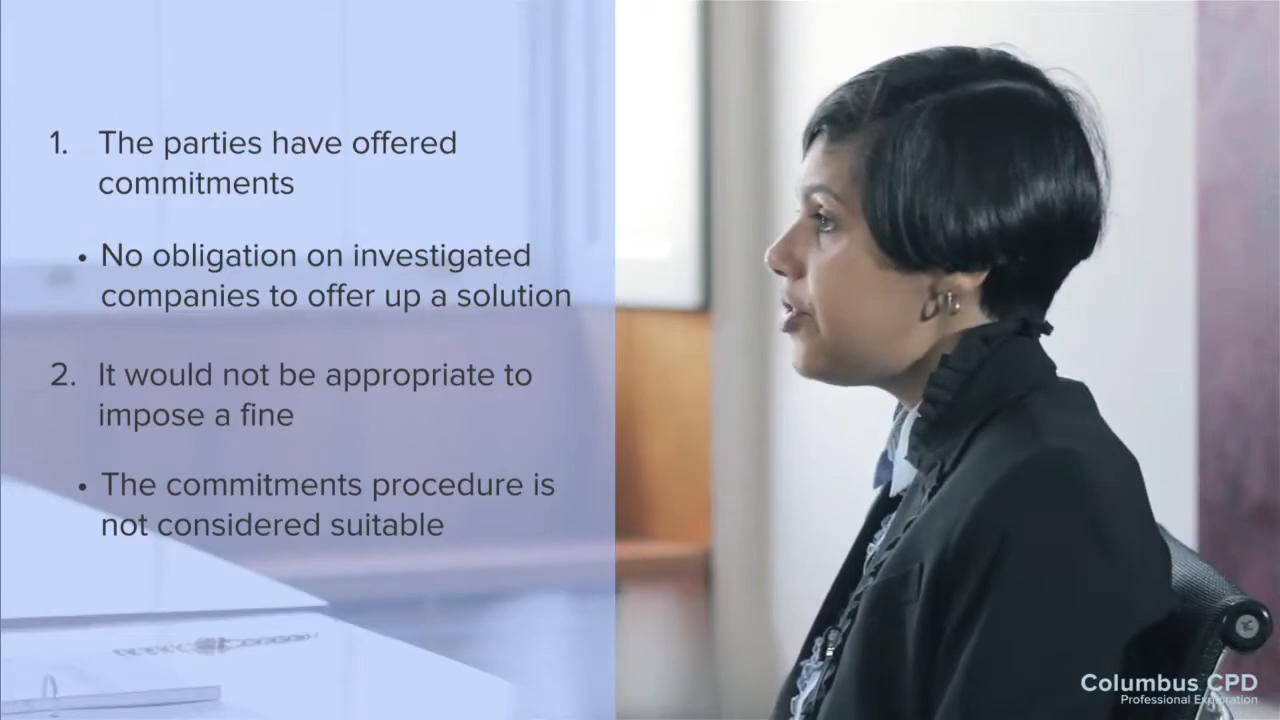 1. The parties have offered
commitments
• No obligation on investigated
companies to offer up a solution
2. It would not be appropriate to
impose a fine
• The commitments procedure is
not considered suitable
Columbus CPD
Professional Exploration